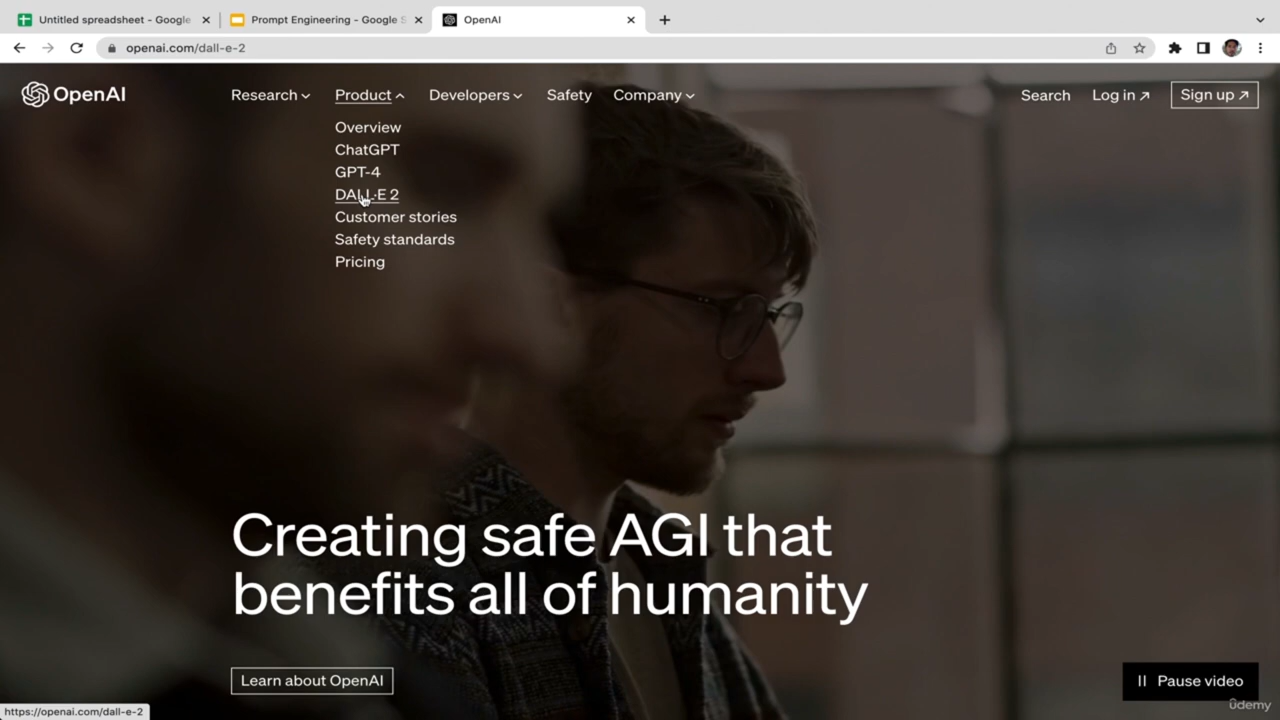 Untitled spreadsheet - Google
Prompt Engineering - Google S
OpenAI
openai.com/dall-e-2
OpenAI
Research
Product
Developers
Safety
Company
Search
Log in
Sign up
Overview
ChatGPT
GPT-4
DALL·E 2
Customer stories
Safety standards
Pricing
Creating safe AGI that
benefits all of humanity
Learn about OpenAI
Pause video
ûdemy
https://openai.com/dall-e-2